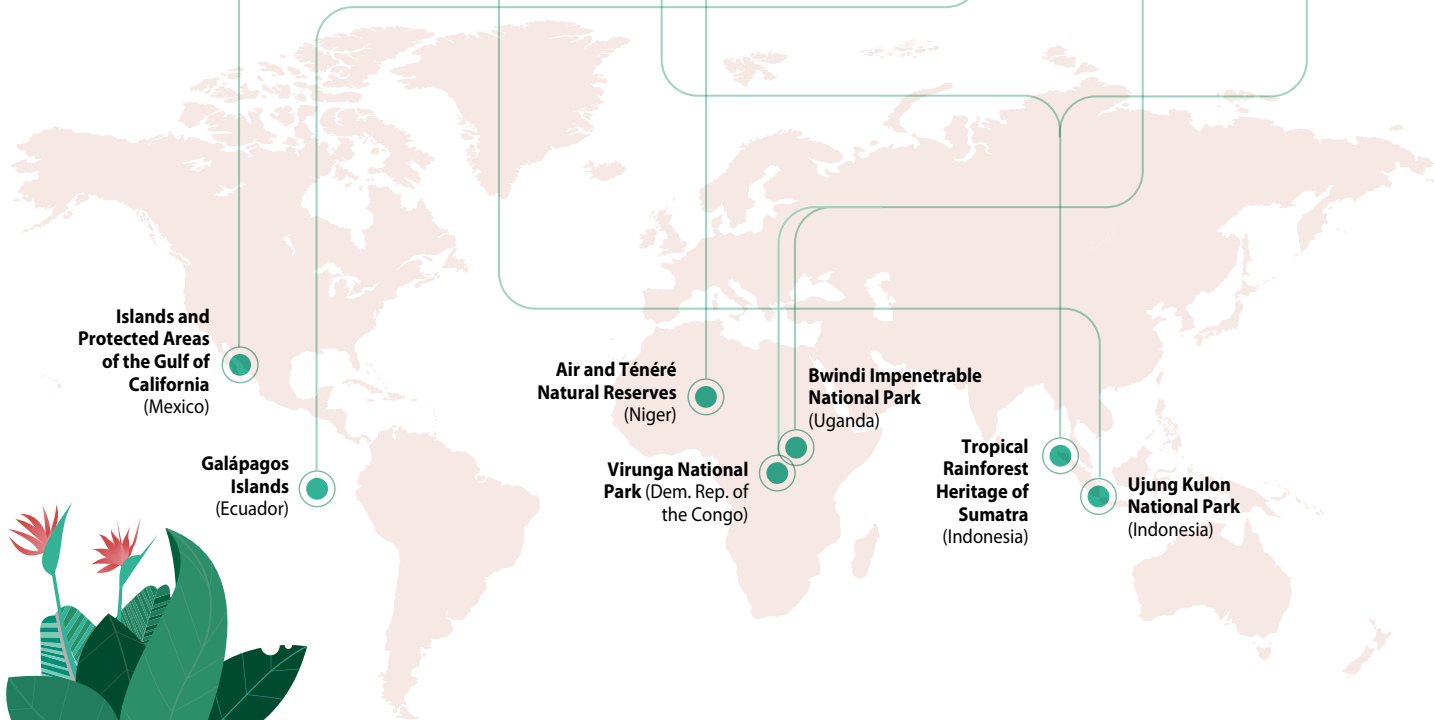 Islands and
Protected Areas
of the Gulf of
California
(Mexico)
Galápagos
Islands
(Ecuador)
Air and Ténéré
Natural Reserves
(Niger)
Bwindi Impenetrable
National Park
(Uganda)
Virunga National
Park (Dem. Rep. of
the Congo)
Tropical
Rainforest
Heritage of
Sumatra
(Indonesia)
Ujung Kulon
National Park
(Indonesia)